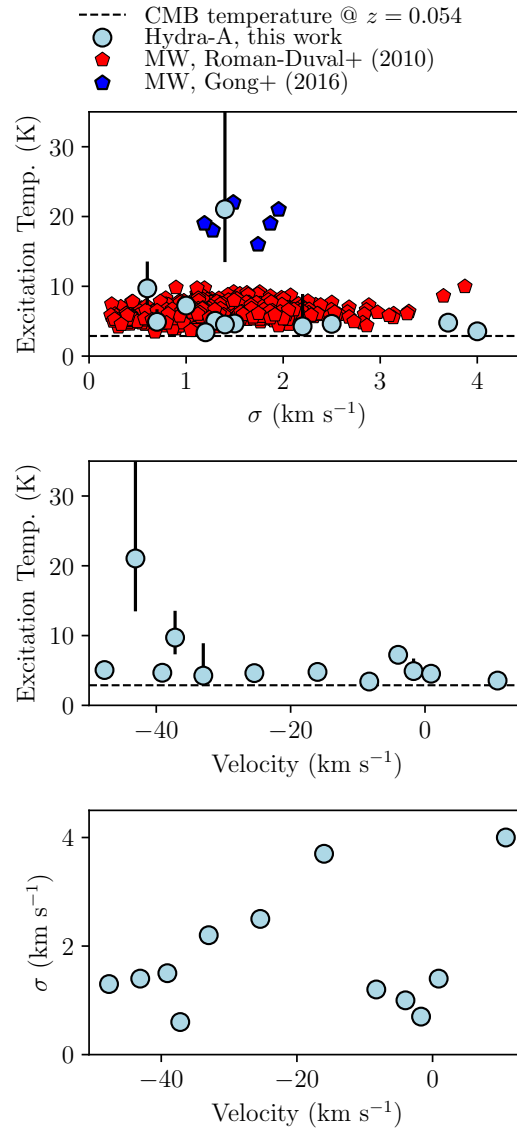 CMB temperature @ z = 0.054
Hydra-A, this work
MW, Roman-Duval+ (2010)
MW, Gong+ (2016)
Excitation Temp. (K)
30
20
10
0
0 1 2 3 4
σ (km s⁻¹)
Excitation Temp. (K)
30
20
10
0
−40 −20 0
Velocity (km s⁻¹)
σ (km s⁻¹)
4
2
0
−40 −20 0
Velocity (km s⁻¹)